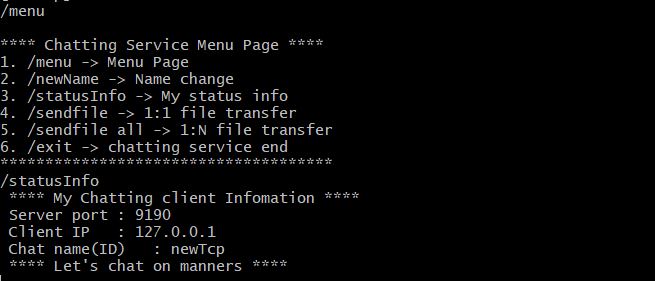 /menu
**** Chatting Service Menu Page ****
1. /menu -> Menu Page
2. /newName -> Name change
3. /statusInfo -> My status info
4. /sendfile -> 1:1 file transfer
5. /sendfile all -> 1:N file transfer
6. /exit -> chatting service end
*************************************
/statusInfo
**** My Chatting client Infomation ****
Server port : 9190
Client IP   : 127.0.0.1
Chat name(ID)   : newTcp
**** Let's chat on manners ****